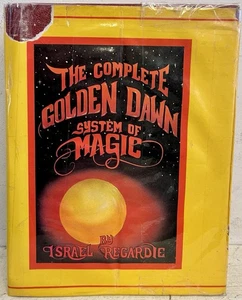 THE COMPLETE
GOLDEN DAWN
SYSTEM OF
MAGIC
BY
ISRAEL REGARDIE